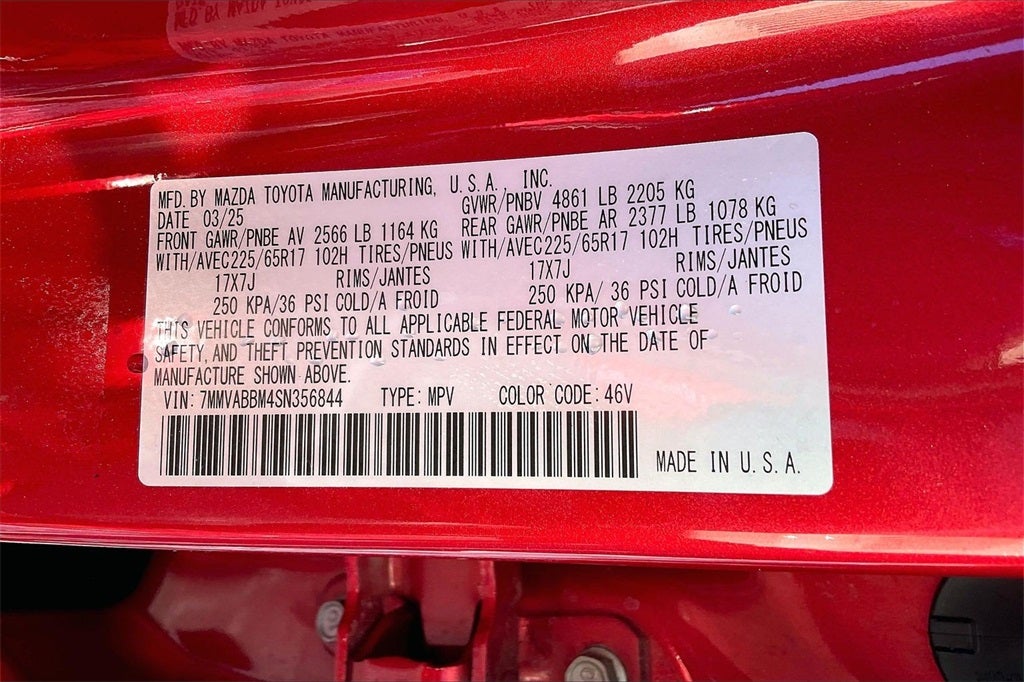 MFD. BY MAZDA TOYOTA MANUFACTURING, U.S.A., INC.
DATE 03/25 GVWR/PNBV 4861 LB 2205 KG
FRONT GAWR/PNBE AV 2566 LB 1164 KG REAR GAWR/PNBE AR 2377 LB 1078 KG
WITH/AVEC225/65R17 102H TIRES/PNEUS WITH/AVEC225/65R17 102H TIRES/PNEUS
17X7J RIMS/JANTES 17X7J RIMS/JANTES
250 KPA/36 PSI COLD/A FROID 250 KPA/ 36 PSI COLD/A FROID
THIS VEHICLE CONFORMS TO ALL APPLICABLE FEDERAL MOTOR VEHICLE
SAFETY, AND THEFT PREVENTION STANDARDS IN EFFECT ON THE DATE OF
MANUFACTURE SHOWN ABOVE.
VIN: 7MMVABBM4SN356844 TYPE: MPV COLOR CODE: 46V
MADE IN U.S.A.